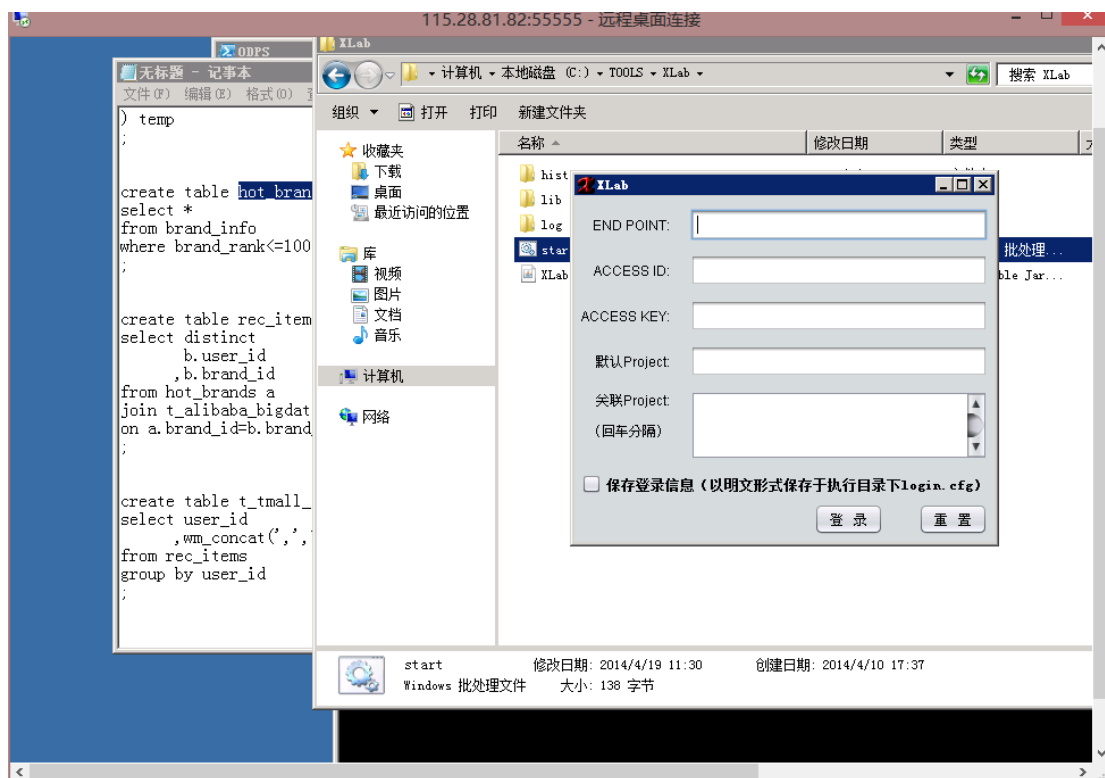 115.28.81.82:55555 - 远程桌面连接
ODPS
XLab
无标题 - 记事本
文件(F) 编辑(E) 格式(O)
) temp
;
create table hot_bran
select *
from brand_info
where brand_rank<=100
;
create table rec_item
select distinct
b.user_id
,b.brand_id
from hot_brands a
join t_alibaba_bigdat
on a.brand_id=b.brand_
;
create table t_tmall_
select user_id
,wm_concat(',',
from rec_items
group by user_id
;
计算机 本地磁盘 (C:) TOOLS XLab
搜索 XLab
组织 打开 打印 新建文件夹
收藏夹
下载
桌面
最近访问的位置
库
视频
图片
文档
音乐
计算机
网络
名称 修改日期 类型
hist
lib
log
star 批处理...
XLab ble Jar...
XLab
END POINT:
ACCESS ID:
ACCESS KEY:
默认Project:
关联Project:
(回车分隔)
保存登录信息(以明文形式保存于执行目录下login.cfg)
登 录 重 置
start 修改日期: 2014/4/19 11:30 创建日期: 2014/4/10 17:37
Windows 批处理文件 大小: 138 字节